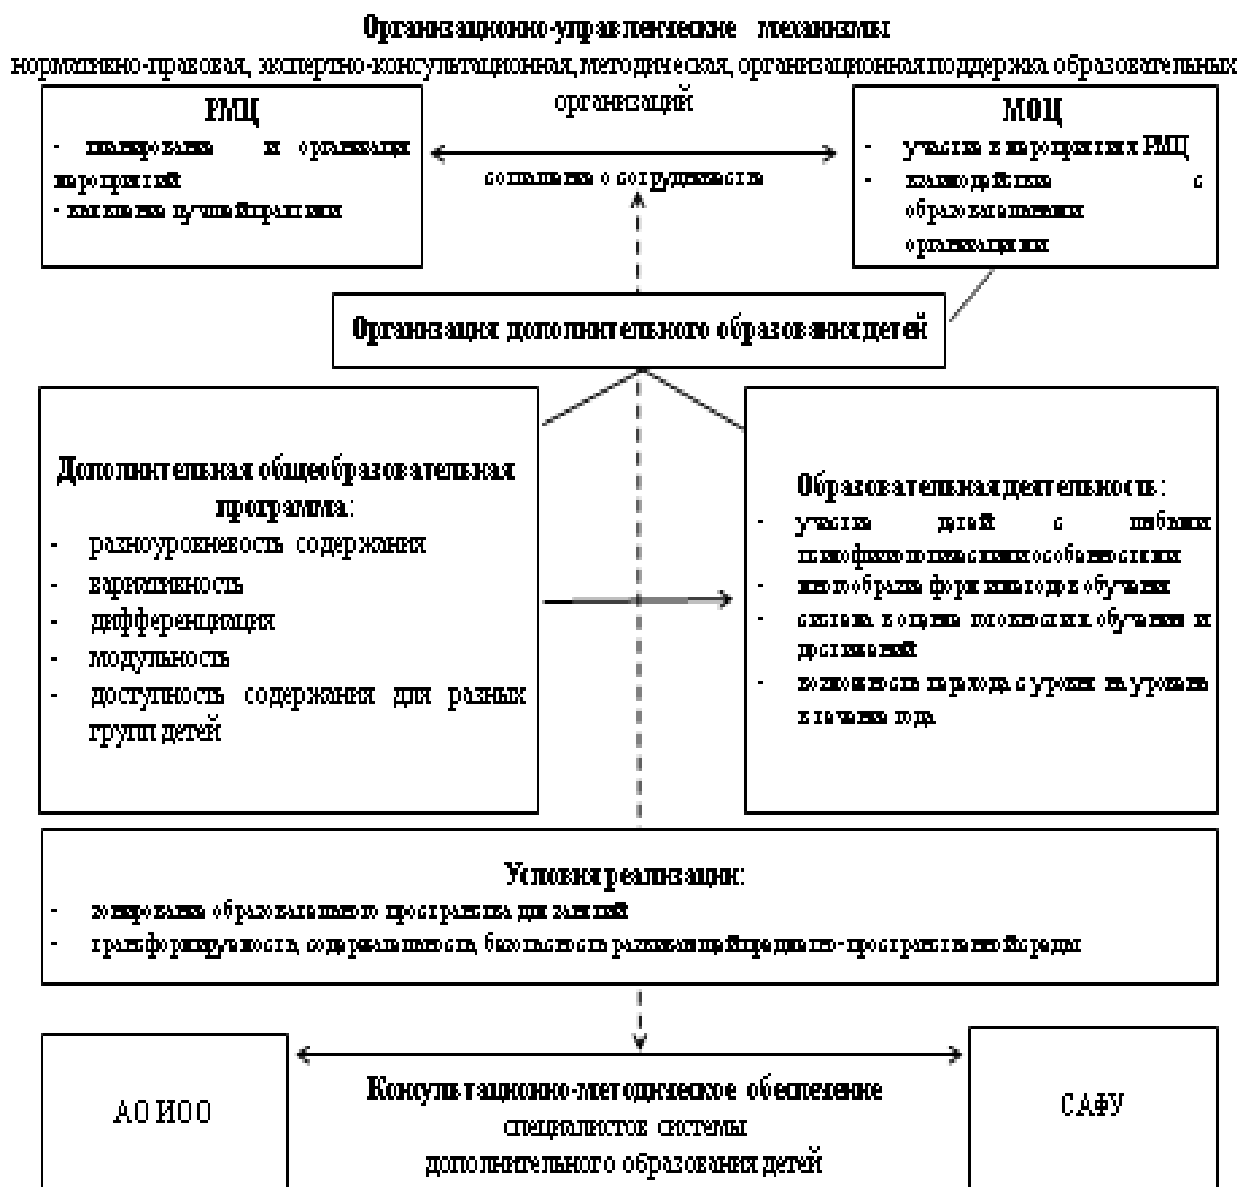 Организационно-управленческие механизмы
нормативно-правовая, экспертно-консультационная, методическая, организационная поддержка образовательных
организаций
РМЦ
- планирование и организация
мероприятий
- выявление лучшей практики
соглашение о сотрудничестве
МОЦ
- участие в мероприятиях РМЦ
- взаимодействие с
образовательными
организациями
Организация дополнительного образования детей
Дополнительная общеобразовательная
программа:
- разноуровневость содержания
- вариативность
- дифференциация
- модульность
- доступность содержания для разных
групп детей
Образовательная деятельность:
- участие детей с любыми
психофизиологическими особенностями
- многообразие форм и методов обучения
- система оценки готовности к обучению и
достижений
- возможность перехода с уровня на уровень
в течение года
Условия реализации:
- зонирование образовательного пространства для занятий
- трансформируемость, содержательность, безопасность развивающей предметно-пространственной среды
АО ИОО
Консультационно-методическое обеспечение
специалистов системы
дополнительного образования детей
САФУ